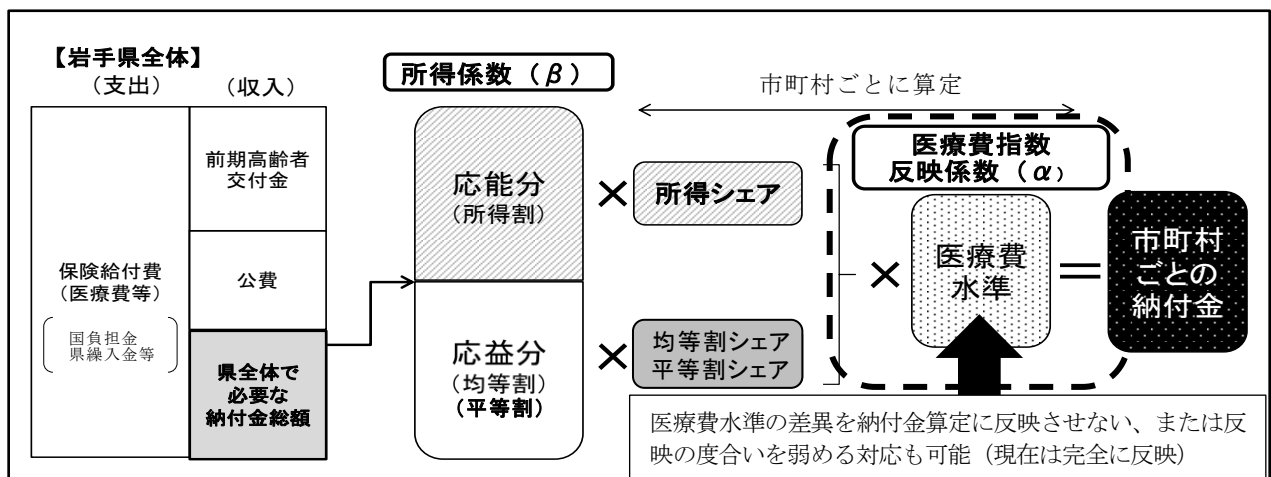 【岩手県全体】
(支出)
(収入)
保険給付費
(医療費等)
国負担金
県繰入金等
前期高齢者
交付金
公費
県全体で
必要な
納付金総額
所得係数(β)
応能分
(所得割)
応益分
(均等割)
(平等割)
市町村ごとに算定
×
所得シェア
×
均等割シェア
平等割シェア
医療費指数
反映係数(α)
×
医療費
水準
=
市町村
ごとの
納付金
医療費水準の差異を納付金算定に反映させない、または反
映の度合いを弱める対応も可能(現在は完全に反映)